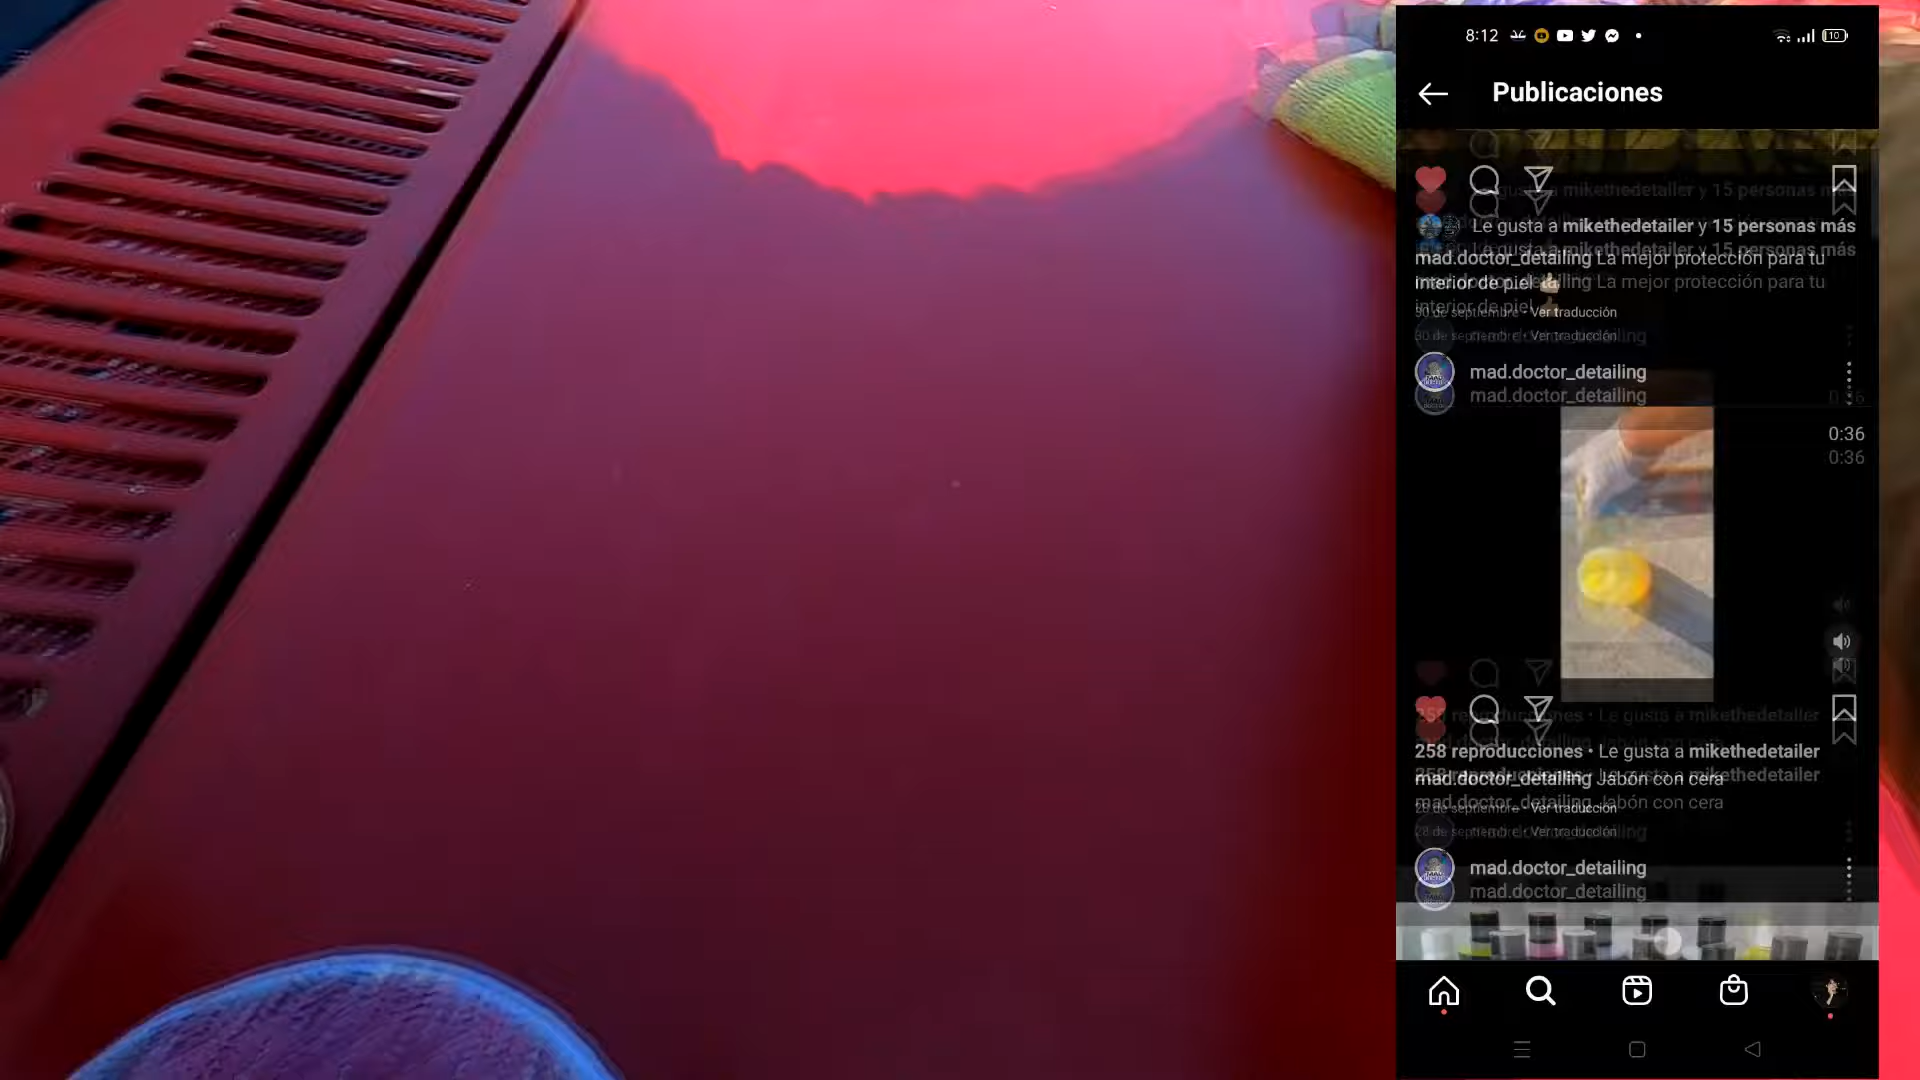 8:12
10
Publicaciones
Le gusta a mikethedetailer y 15 personas más
mad.doctor_detailing La mejor protección para tu
interior de piel
30 de septiembre • Ver traducción
mad.doctor_detailing
0:36
258 reproducciones • Le gusta a mikethedetailer
mad.doctor_detailing Jabón con cera
28 de septiembre • Ver traducción
mad.doctor_detailing